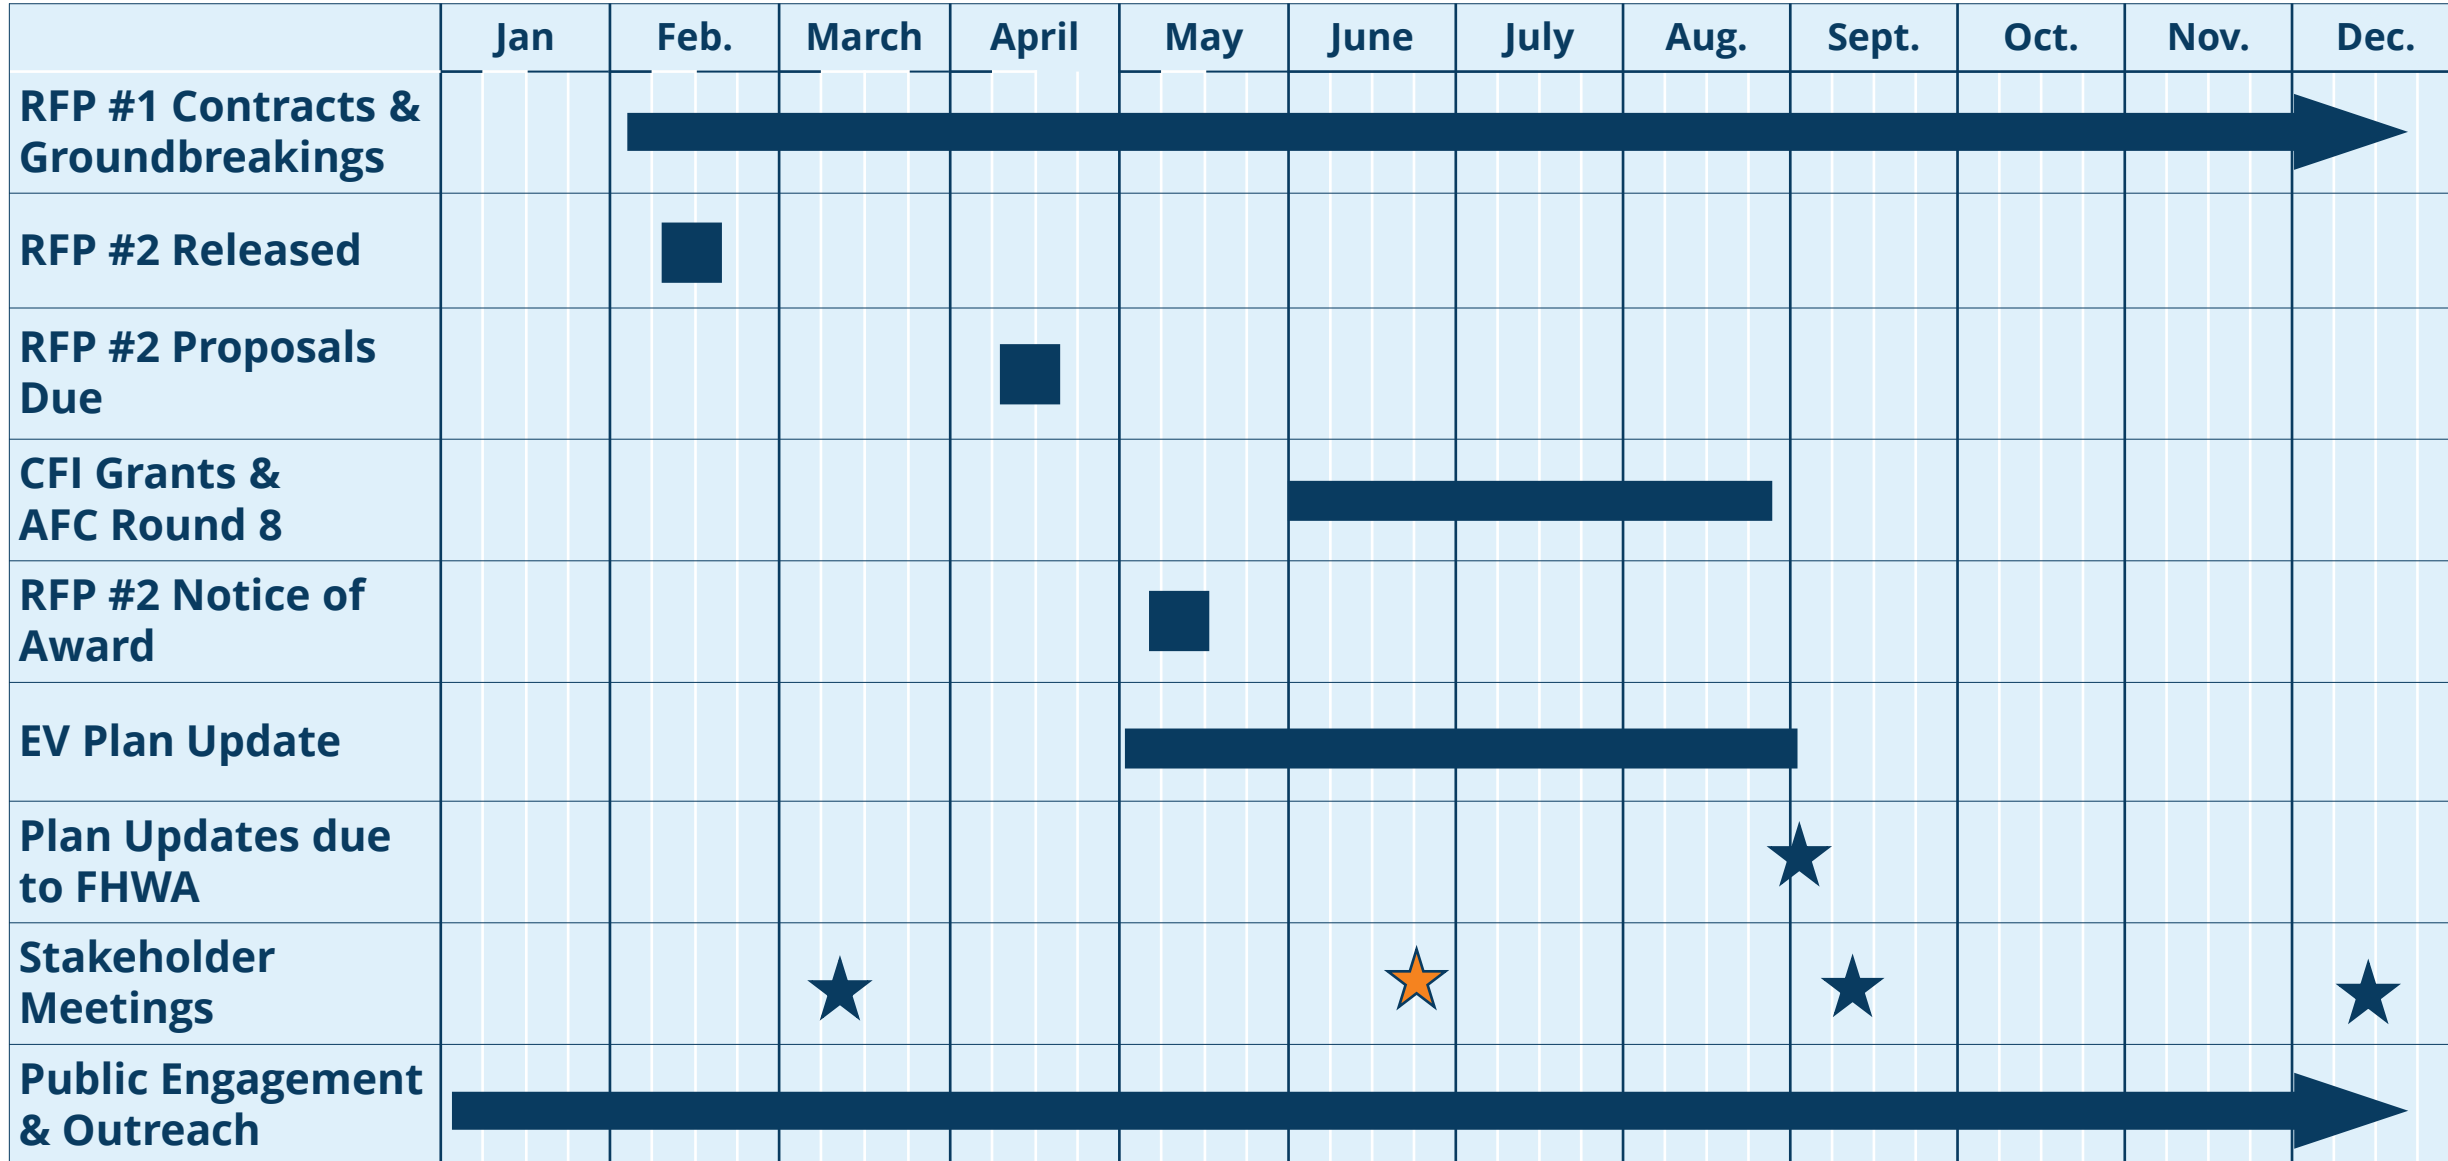 Jan Feb. March April May June July Aug. Sept. Oct. Nov. Dec.
RFP #1 Contracts &
Groundbreakings
RFP #2 Released
RFP #2 Proposals
Due
CFI Grants &
AFC Round 8
RFP #2 Notice of
Award
EV Plan Update
Plan Updates due
to FHWA
Stakeholder
Meetings
Public Engagement
& Outreach